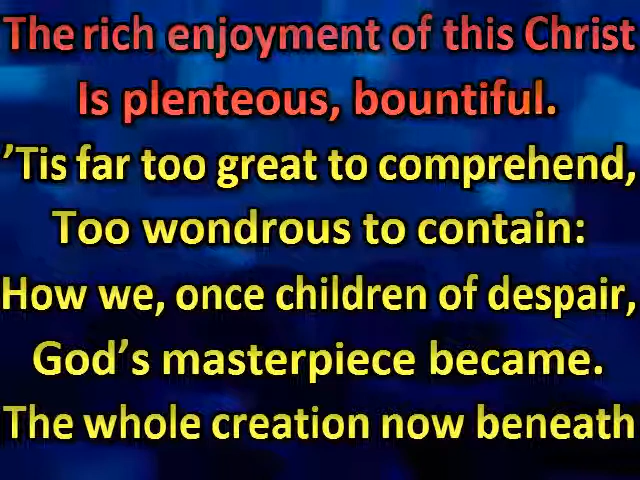 The rich enjoyment of this Christ
Is plenteous, bountiful.
’Tis far too great to comprehend,
Too wondrous to contain:
How we, once children of despair,
God’s masterpiece became.
The whole creation now beneath